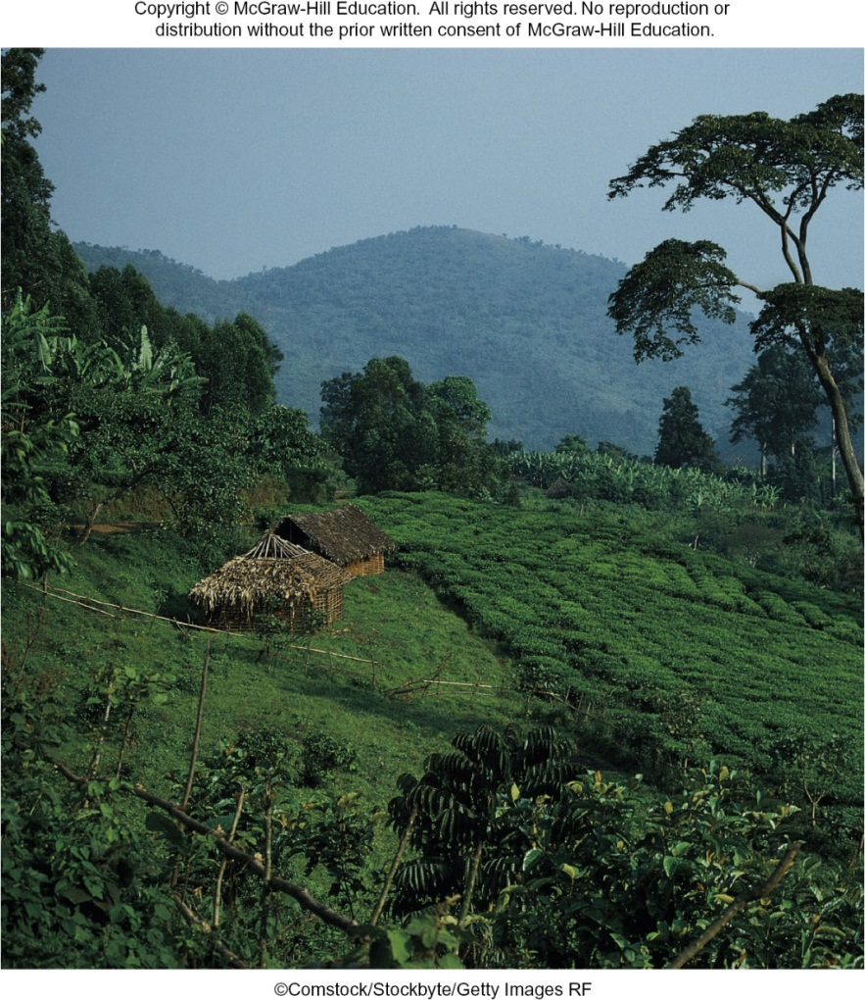 Copyright © McGraw-Hill Education.  All rights reserved. No reproduction or
distribution without the prior written consent of McGraw-Hill Education.
©Comstock/Stockbyte/Getty Images RF